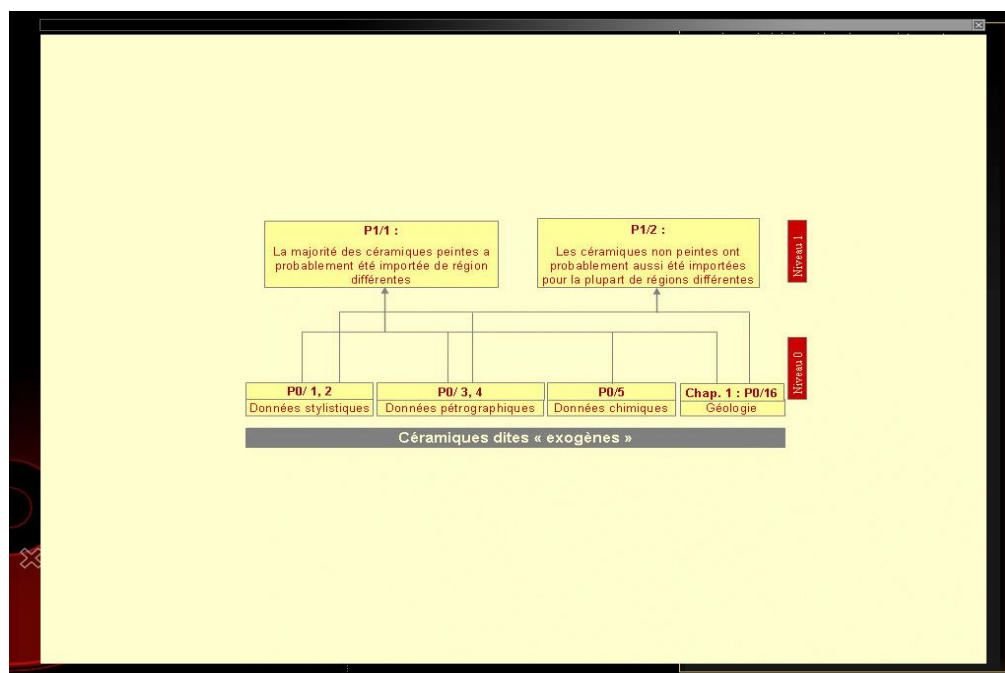 P1/1 :
La majorité des céramiques peintes a
probablement été importée de région
différentes
P1/2 :
Les céramiques non peintes ont
probablement aussi été importées
pour la plupart de régions différentes
Niveau 1
P0/ 1, 2
Données stylistiques
P0/ 3, 4
Données pétrographiques
P0/5
Données chimiques
Chap. 1 : P0/16
Géologie
Niveau 0
Céramiques dites « exogènes »